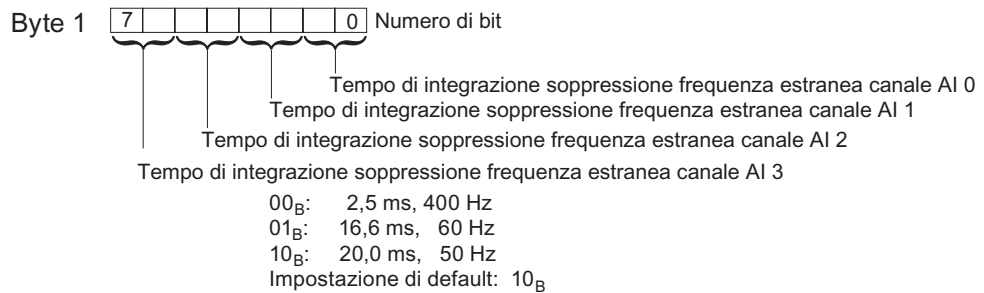 Byte 1 7 0 Numero di bit
Tempo di integrazione soppressione frequenza estranea canale AI 0
Tempo di integrazione soppressione frequenza estranea canale AI 1
Tempo di integrazione soppressione frequenza estranea canale AI 2
Tempo di integrazione soppressione frequenza estranea canale AI 3
00B: 2,5 ms, 400 Hz
01B: 16,6 ms, 60 Hz
10B: 20,0 ms, 50 Hz
Impostazione di default: 10B